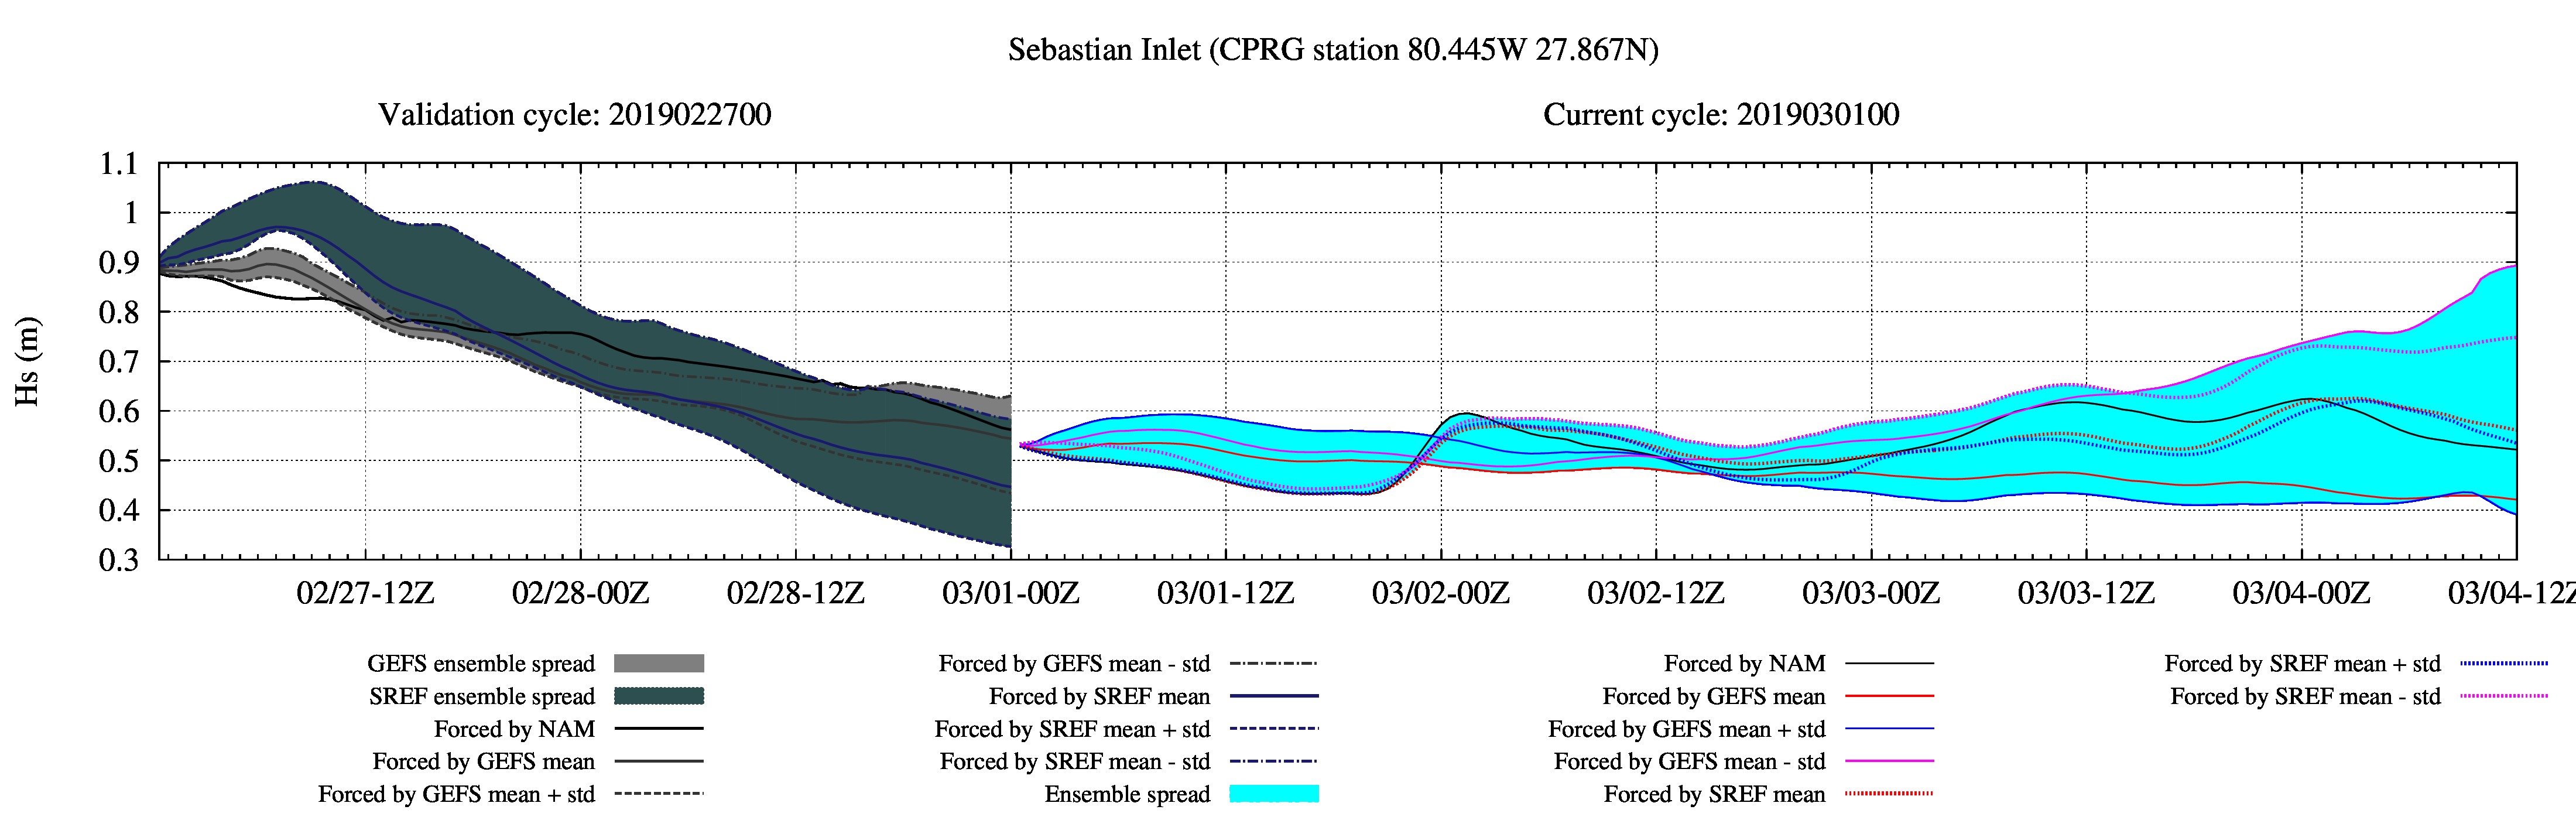 Sebastian Inlet (CPRG station 80.445W 27.867N)
Validation cycle: 2019022700
Current cycle: 2019030100
Hs (m)
1.1
1
0.9
0.8
0.7
0.6
0.5
0.4
0.3
02/27-12Z 02/28-00Z 02/28-12Z 03/01-00Z 03/01-12Z 03/02-00Z 03/02-12Z 03/03-00Z 03/03-12Z 03/04-00Z 03/04-12Z
GEFS ensemble spread
SREF ensemble spread
Forced by NAM
Forced by GEFS mean
Forced by GEFS mean + std
Forced by GEFS mean - std
Forced by SREF mean
Forced by SREF mean + std
Forced by SREF mean - std
Ensemble spread
Forced by NAM
Forced by GEFS mean
Forced by GEFS mean + std
Forced by GEFS mean - std
Forced by SREF mean
Forced by SREF mean + std
Forced by SREF mean - std